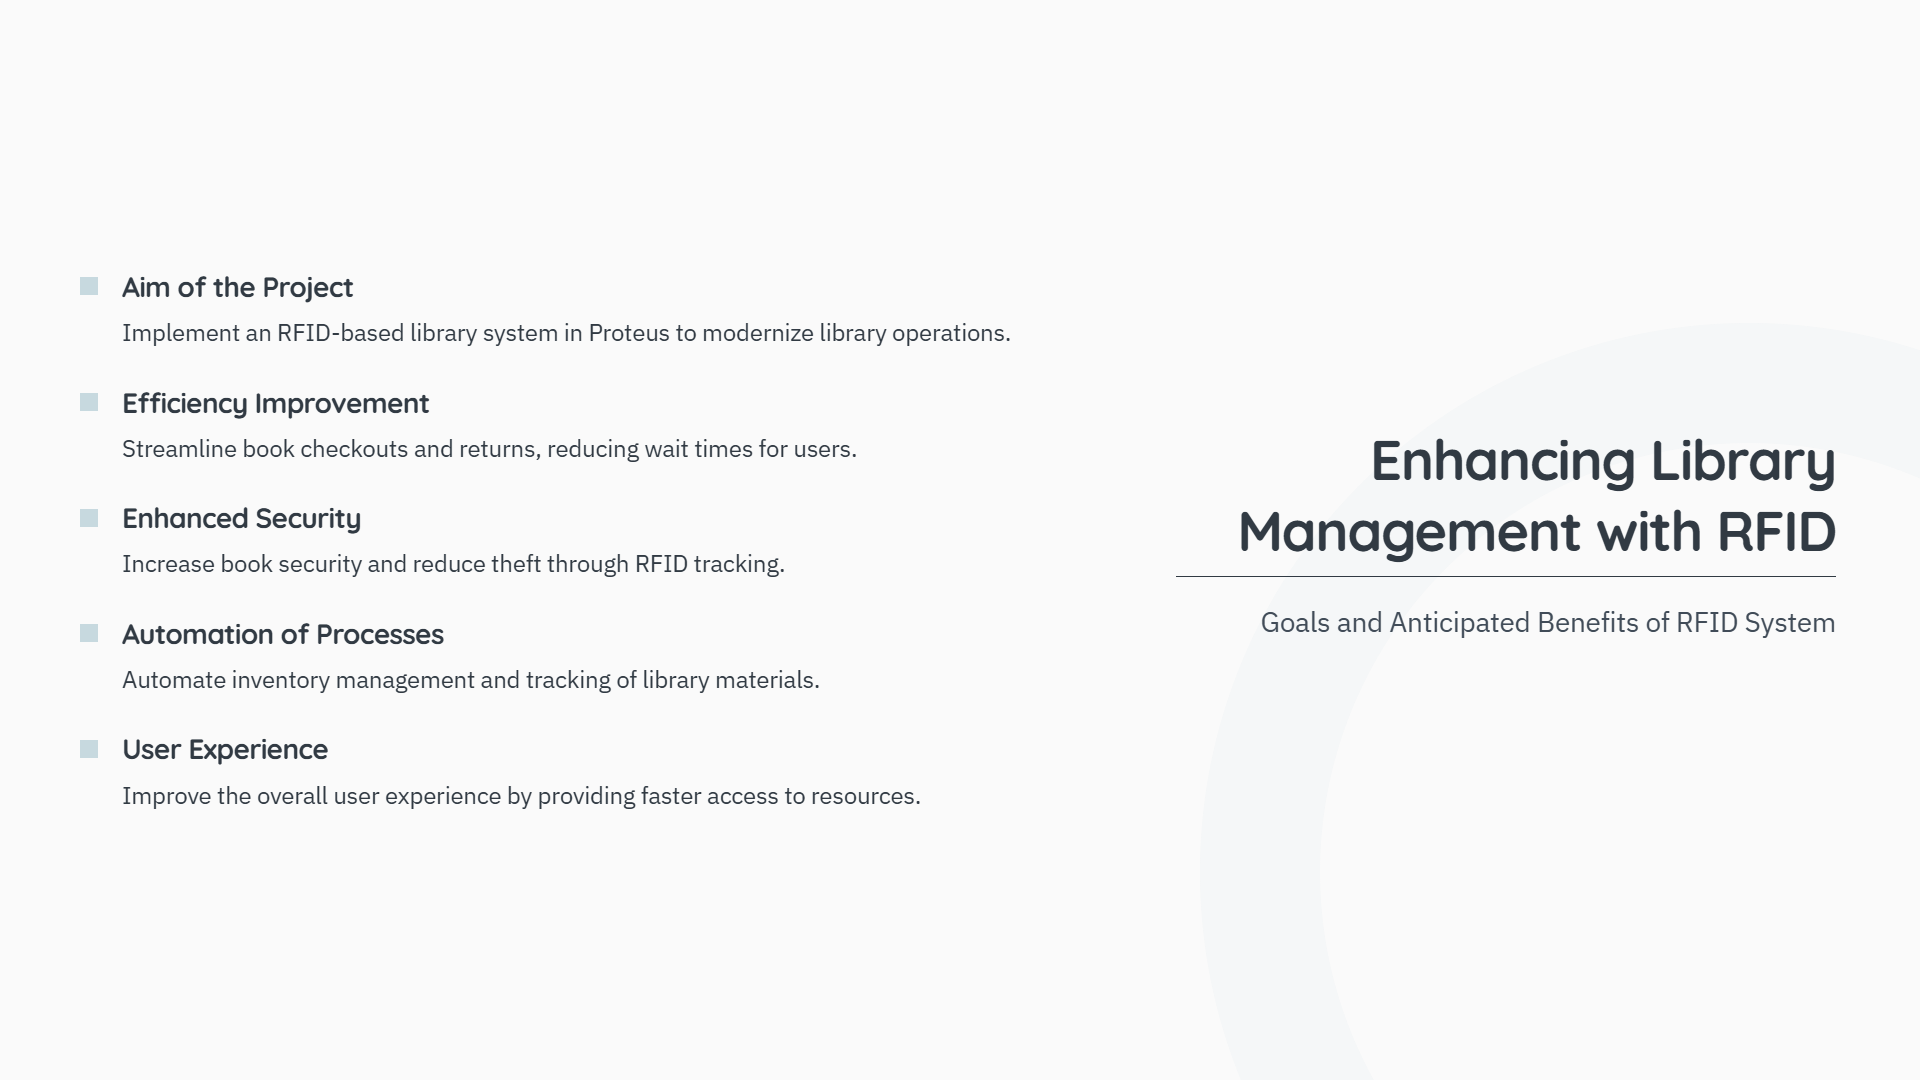 Aim of the Project
Implement an RFID-based library system in Proteus to modernize library operations.
Efficiency Improvement
Streamline book checkouts and returns, reducing wait times for users.
Enhanced Security
Increase book security and reduce theft through RFID tracking.
Automation of Processes
Automate inventory management and tracking of library materials.
User Experience
Improve the overall user experience by providing faster access to resources.
Enhancing Library
Management with RFID
Goals and Anticipated Benefits of RFID System